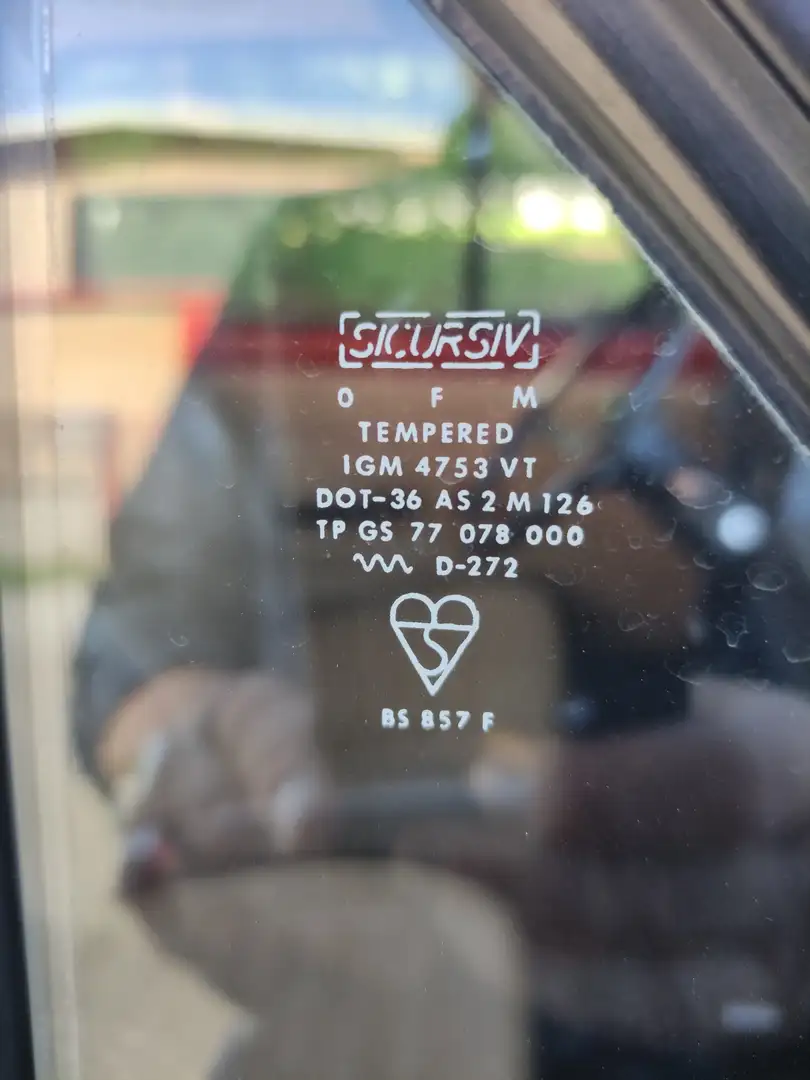 SICURSIV
O F M
TEMPERED
IGM 4753 VT
DOT-36 AS 2 M 126
TP GS 77 078 000
D-272
BS 857 F